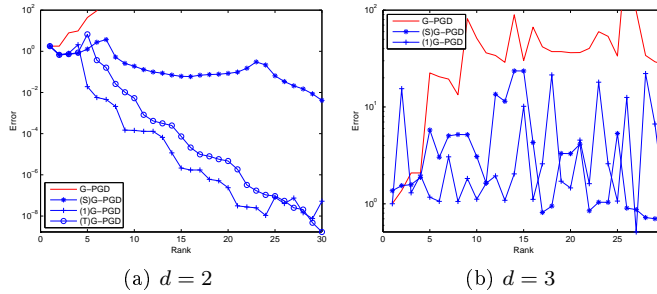 10^2
10^0
10^-2
10^-4
10^-6
10^-8
Error
0 5 10 15 20 25 30
Rank
G-PGD
(S)G-PGD
(1)G-PGD
(T)G-PGD
(a) d = 2
10^2
10^1
10^0
Error
0 5 10 15 20 25
Rank
G-PGD
(S)G-PGD
(1)G-PGD
(b) d = 3